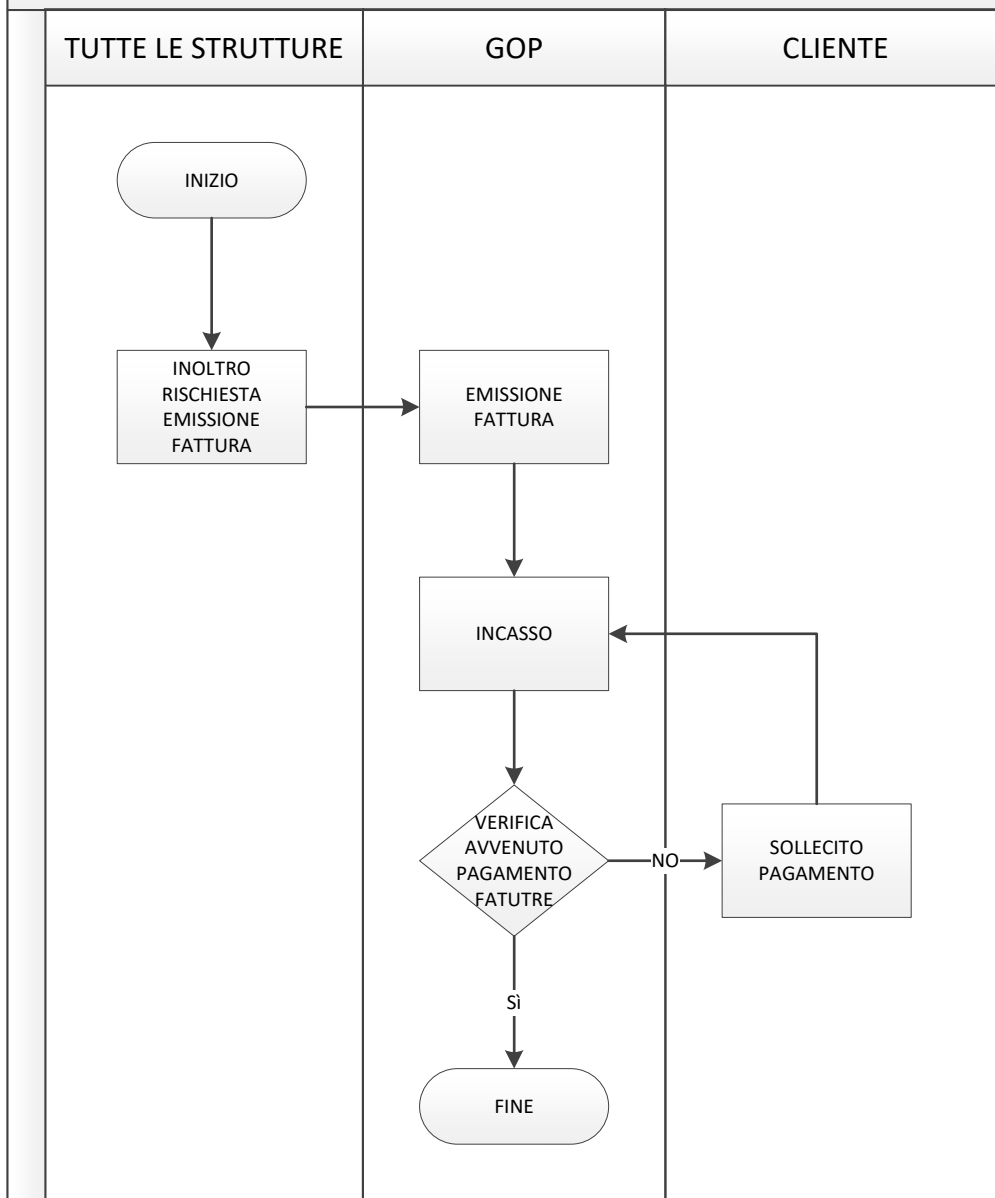 TUTTE LE STRUTTURE
GOP
CLIENTE
INIZIO
INOLTRO
RISCHIESTA
EMISSIONE
FATTURA
EMISSIONE
FATTURA
INCASSO
VERIFICA
AVVENUTO
PAGAMENTO
FATUTRE
NO
SOLLECITO
PAGAMENTO
Sì
FINE